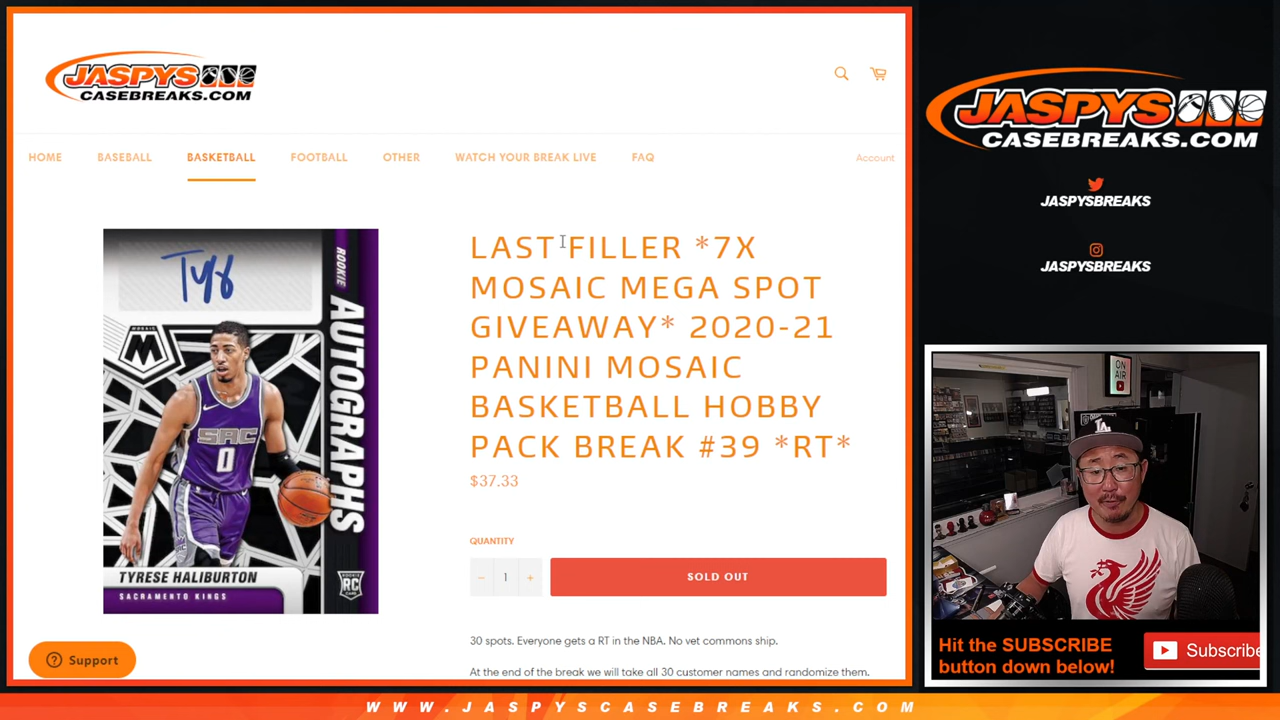 JASPYS
CASEBREAKS.COM
HOME BASEBALL BASKETBALL FOOTBALL OTHER WATCH YOUR BREAK LIVE FAQ Account
ROOKIE
AUTOGRAPHS
M
MOSAIC
SAC
0
TYRESE HALIBURTON
SACRAMENTO KINGS
ROOKIE
RC
LAST FILLER *7X
MOSAIC MEGA SPOT
GIVEAWAY* 2020-21
PANINI MOSAIC
BASKETBALL HOBBY
PACK BREAK #39 *RT*
$37.33
QUANTITY
− 1 +
SOLD OUT
30 spots. Everyone gets a RT in the NBA. No vet commons ship.
At the end of the break we will take all 30 customer names and randomize them.
Support
JASPYS
CASEBREAKS.COM
JASPYSBREAKS
JASPYSBREAKS
ON
AIR
LA
Hit the SUBSCRIBE
button down below!
Subscribe
WWW.JASPYSCASEBREAKS.COM